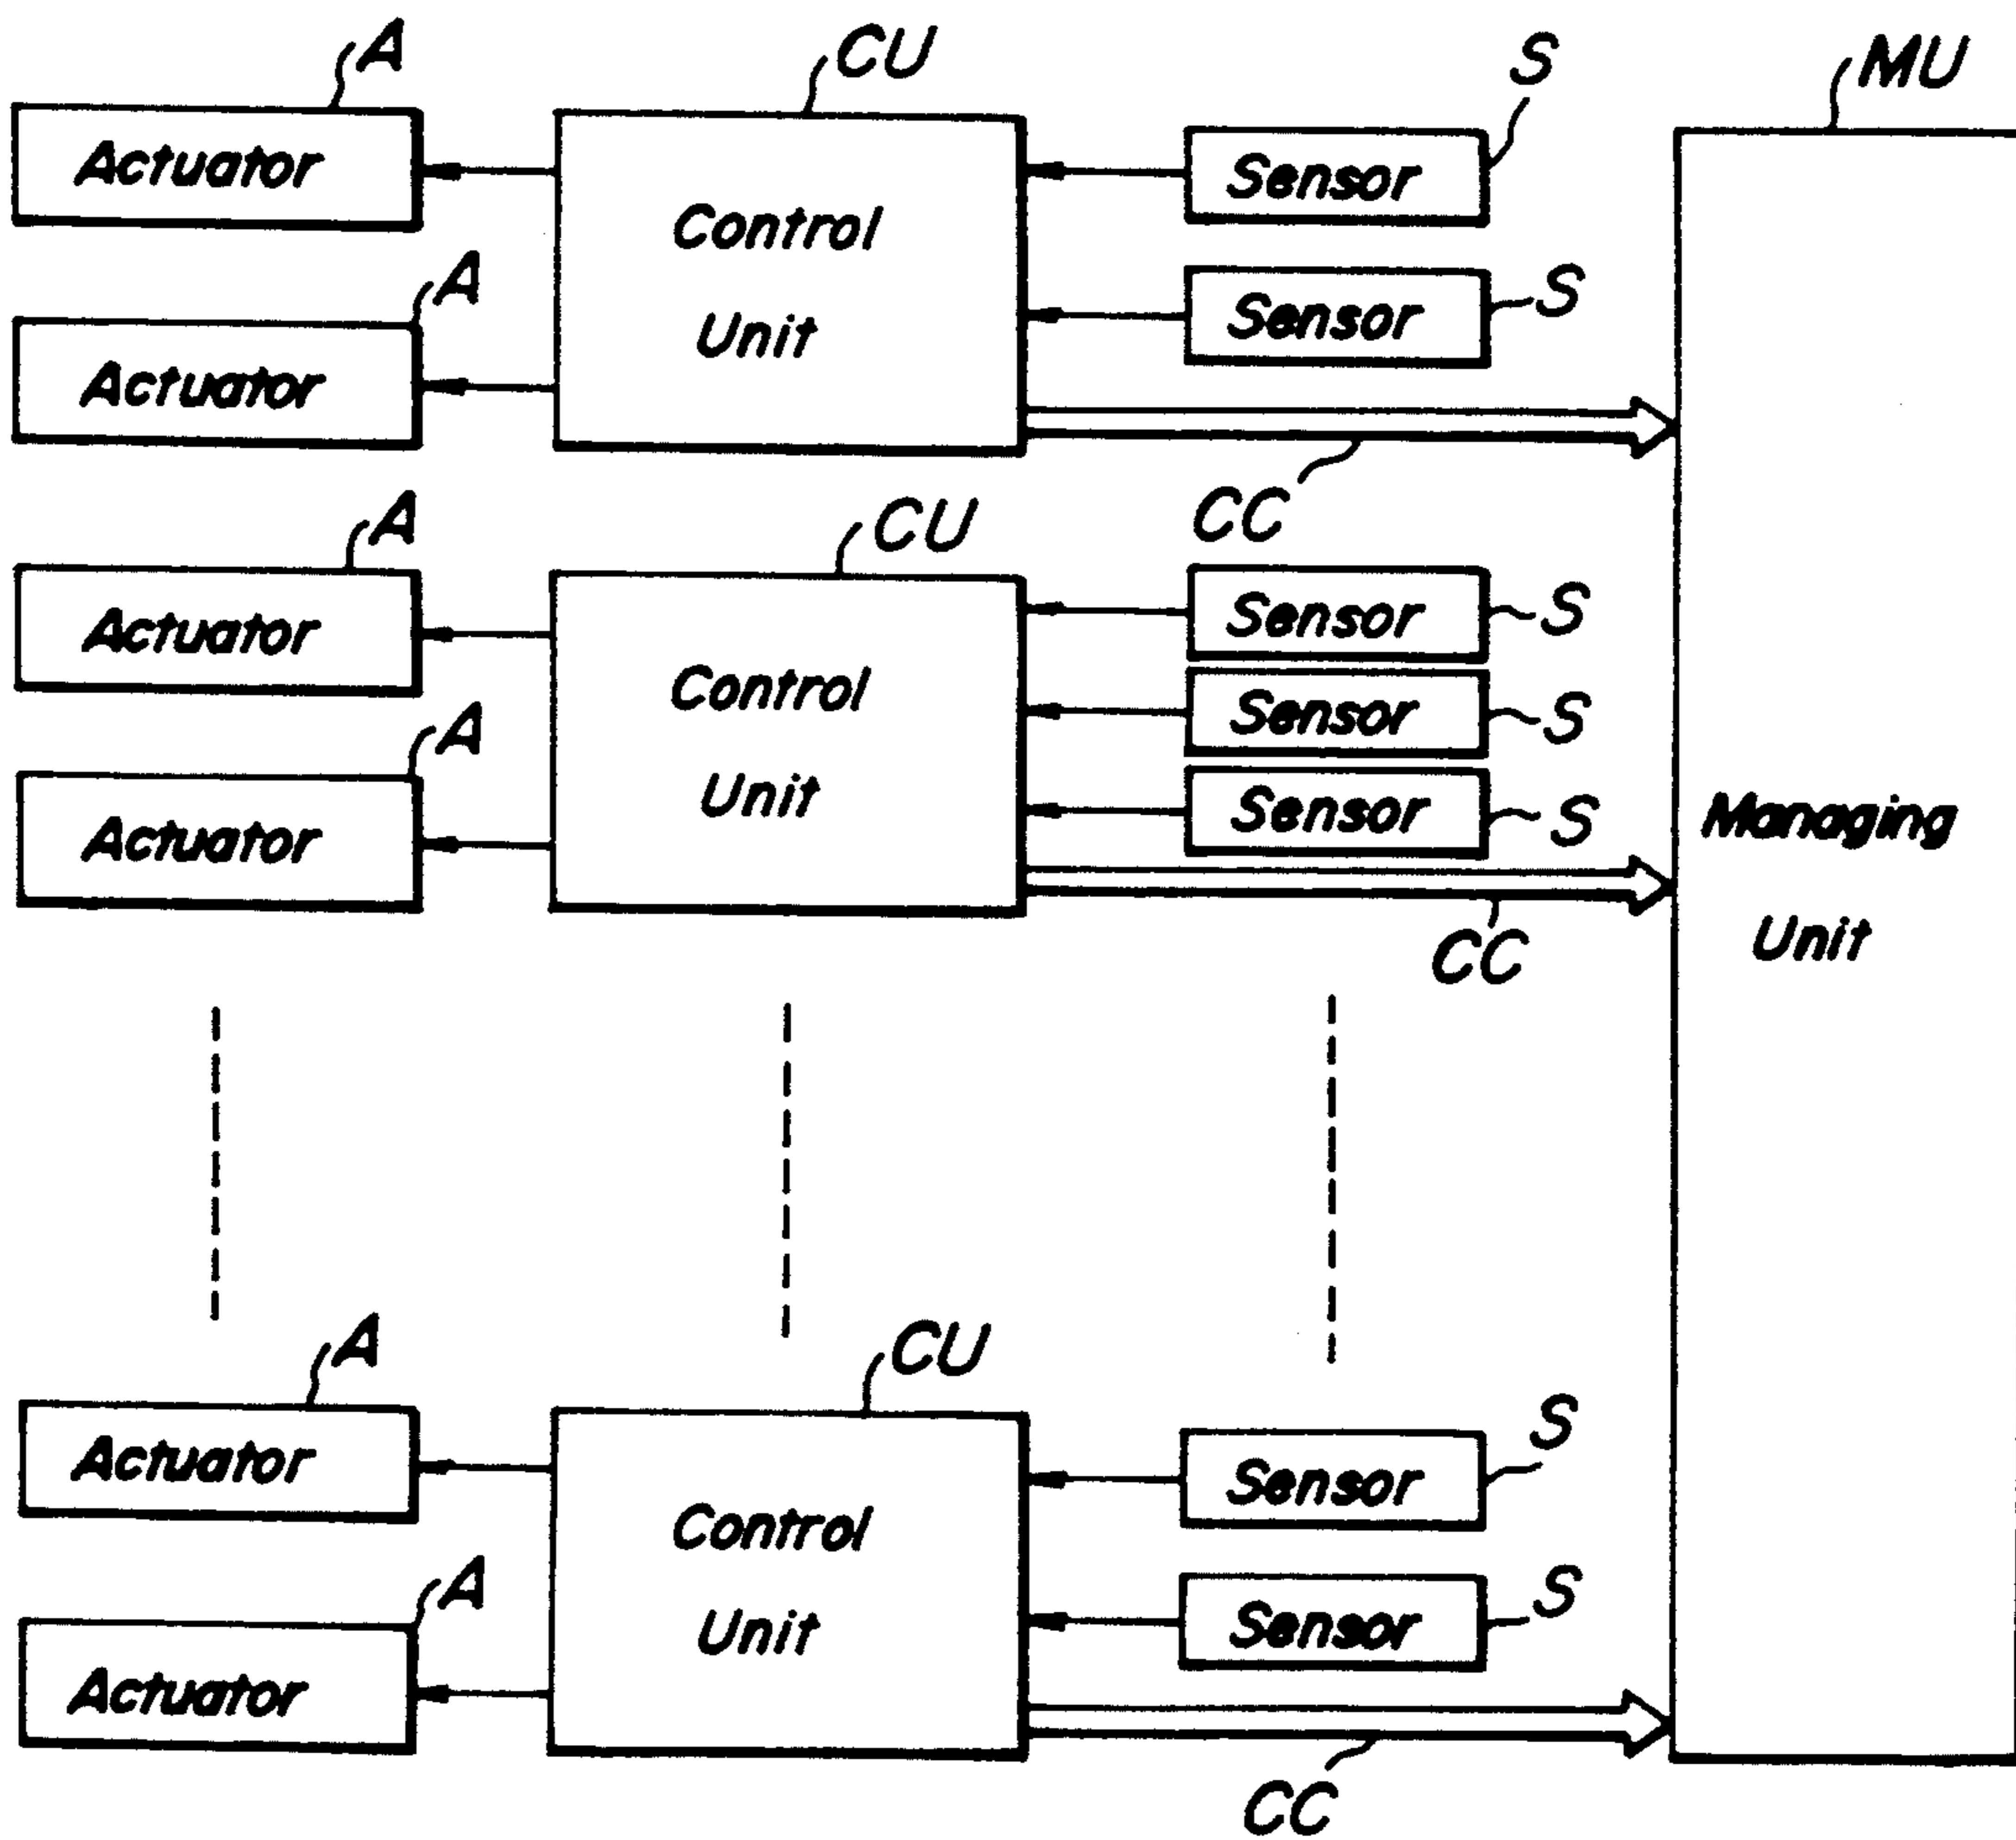 A
CU
S
MU
Actuator
Control
Unit
Sensor
A
Sensor
S
Actuator
CC
A
CU
Actuator
Control
Unit
Sensor
S
Sensor
S
Sensor
S
A
Actuator
CC
Managing
Unit
A
CU
Actuator
Control
Unit
Sensor
S
Sensor
S
A
Actuator
CC